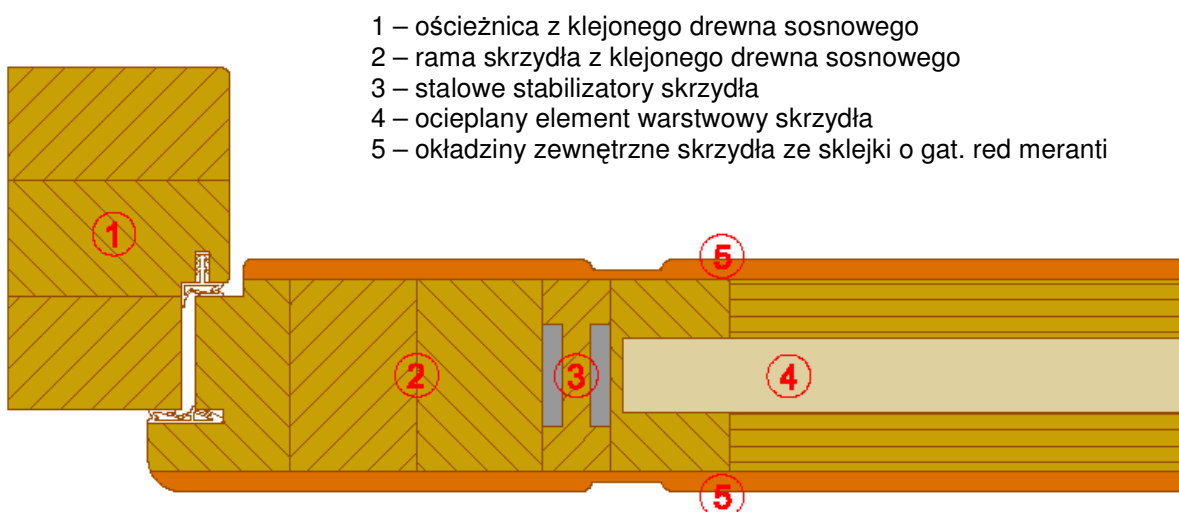 1 – ościeżnica z klejonego drewna sosnowego
2 – rama skrzydła z klejonego drewna sosnowego
3 – stalowe stabilizatory skrzydła
4 – ocieplany element warstwowy skrzydła
5 – okładziny zewnętrzne skrzydła ze sklejki o gat. red meranti
1
5
2
3
4
5